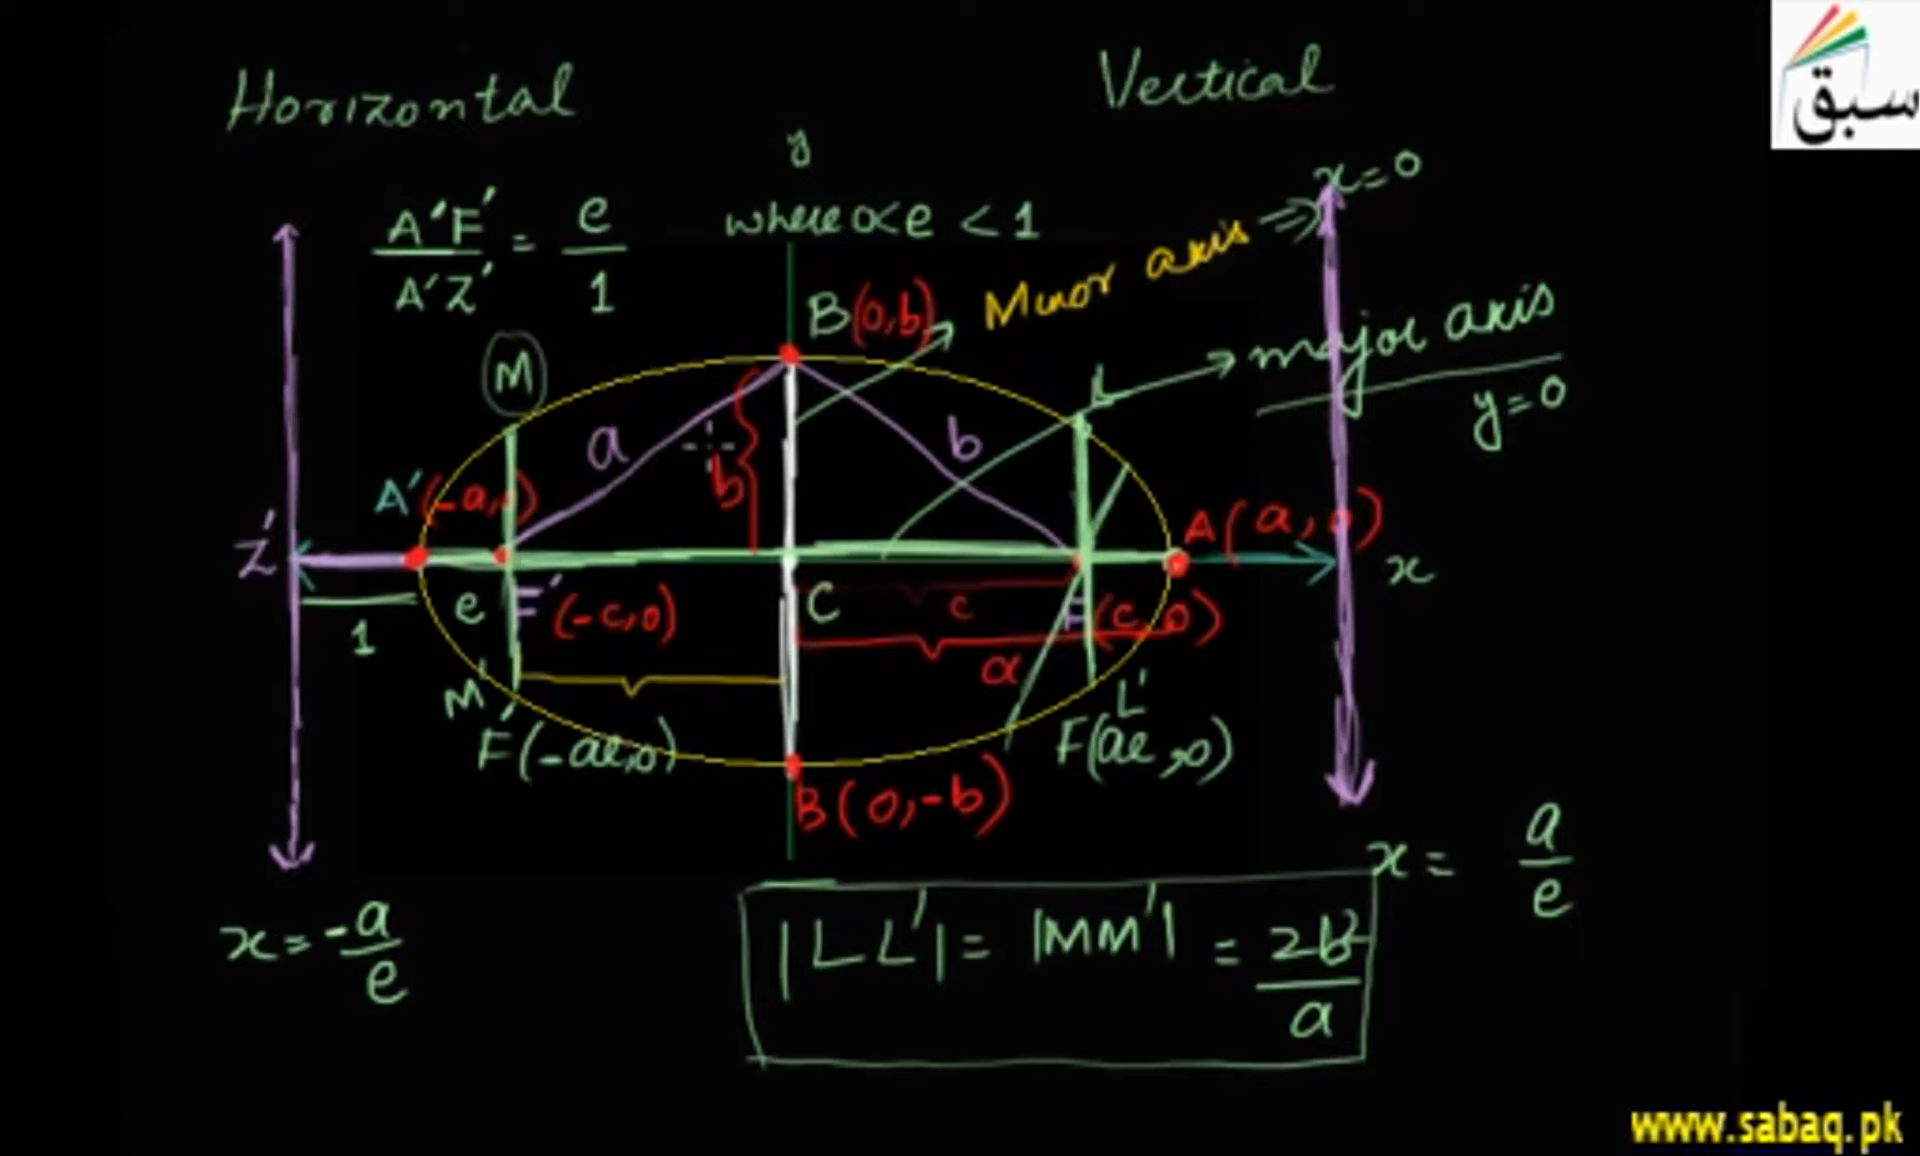 Horizontal
Vertical
سبق
y
x=0
A'F'/A'Z' = e/1
where o<e <1
Minor axis ⇒
B(0,b)
major axis
y=0
M
L
a
b
b
A'(-a,0)
A(a,0)
Z'
x
1
e
F'(-c,0)
C
c
F(c,0)
a
M'
L'
F'(-ae,0)
F(ae,0)
B(0,-b)
x=-a/e
x= a/e
|LL'|= |MM'| = 2b²/a
www.sabaq.pk